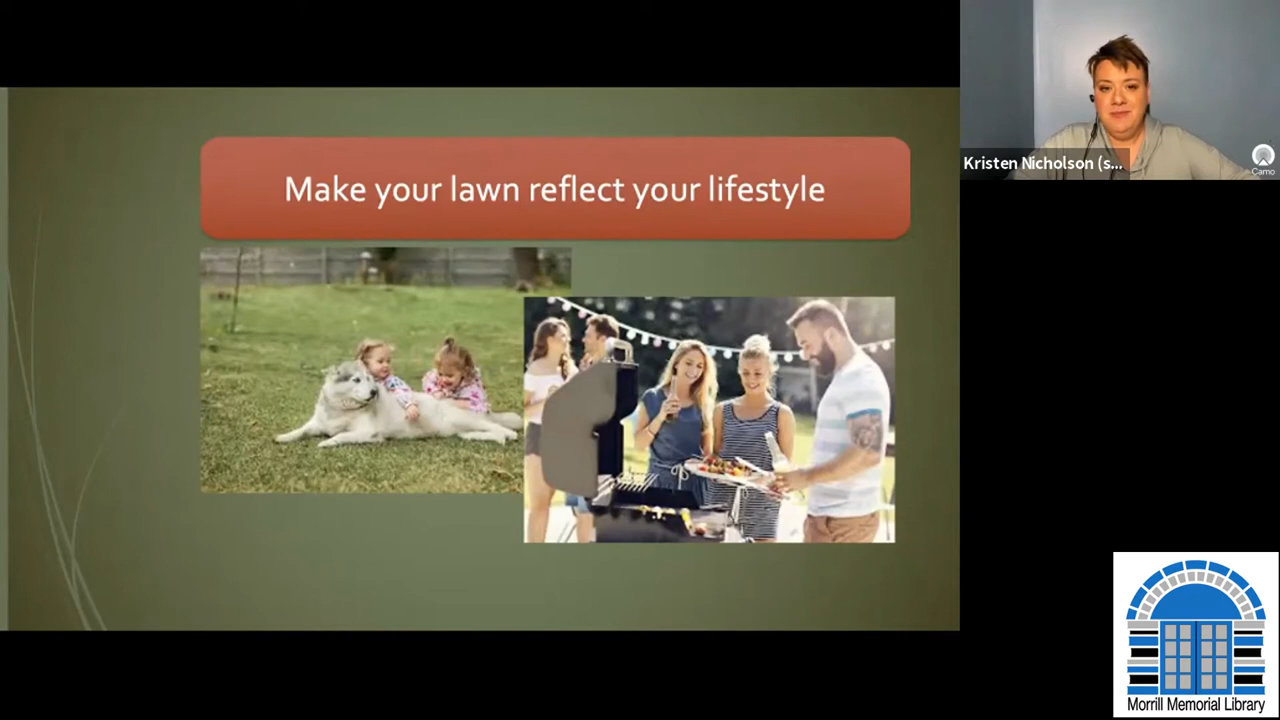 Make your lawn reflect your lifestyle
Kristen Nicholson (s...
Camo
Morrill Memorial Library